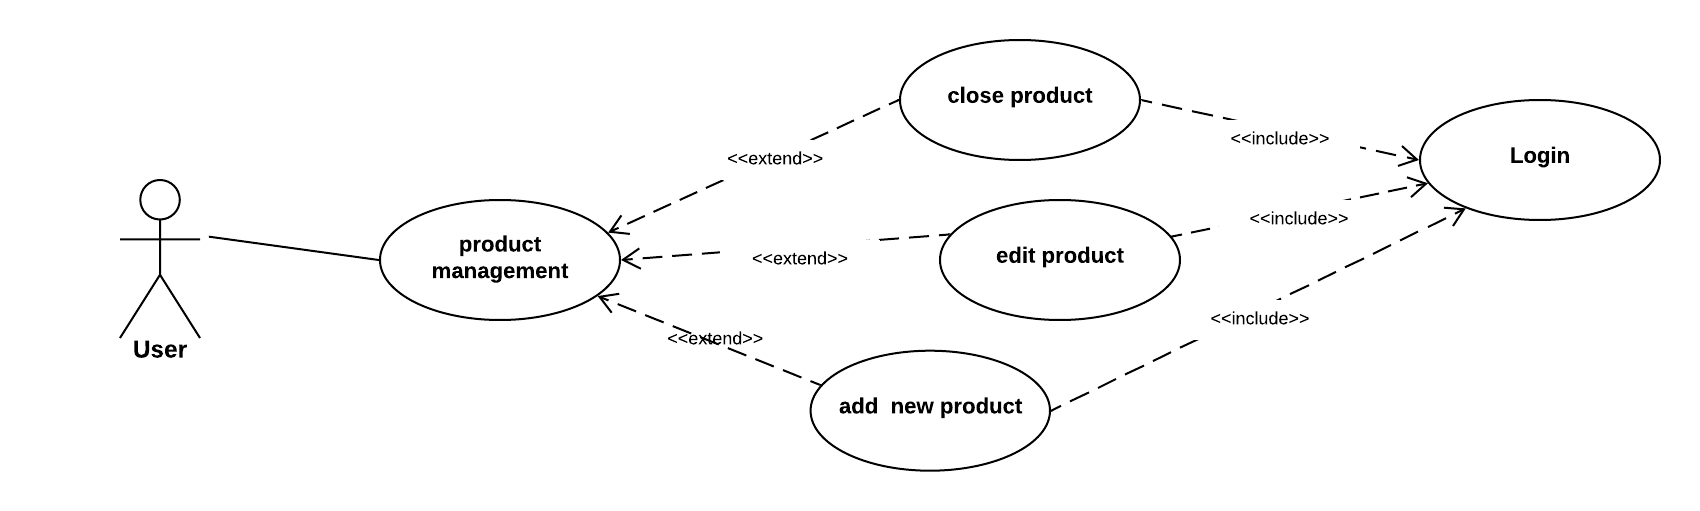 close product
<<include>>
Login
<<extend>>
product
management
<<include>>
edit product
<<extend>>
<<include>>
<<extend>>
User
add  new product